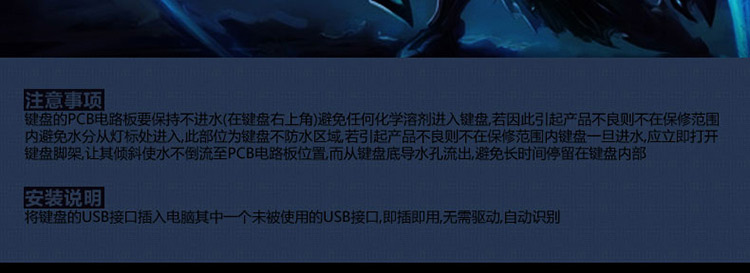 注意事项
键盘的PCB电路板要保持不进水(在键盘右上角)避免任何化学溶剂进入键盘,若因此引起产品不良则不在保修范围
内避免水分从灯标处进入,此部位为键盘不防水区域,若引起产品不良则不在保修范围内键盘一旦进水,应立即打开
键盘脚架,让其倾斜使水不倒流至PCB电路板位置,而从键盘底导水孔流出,避免长时间停留在键盘内部
安装说明
将键盘的USB接口插入电脑其中一个未被使用的USB接口,即插即用,无需驱动,自动识别